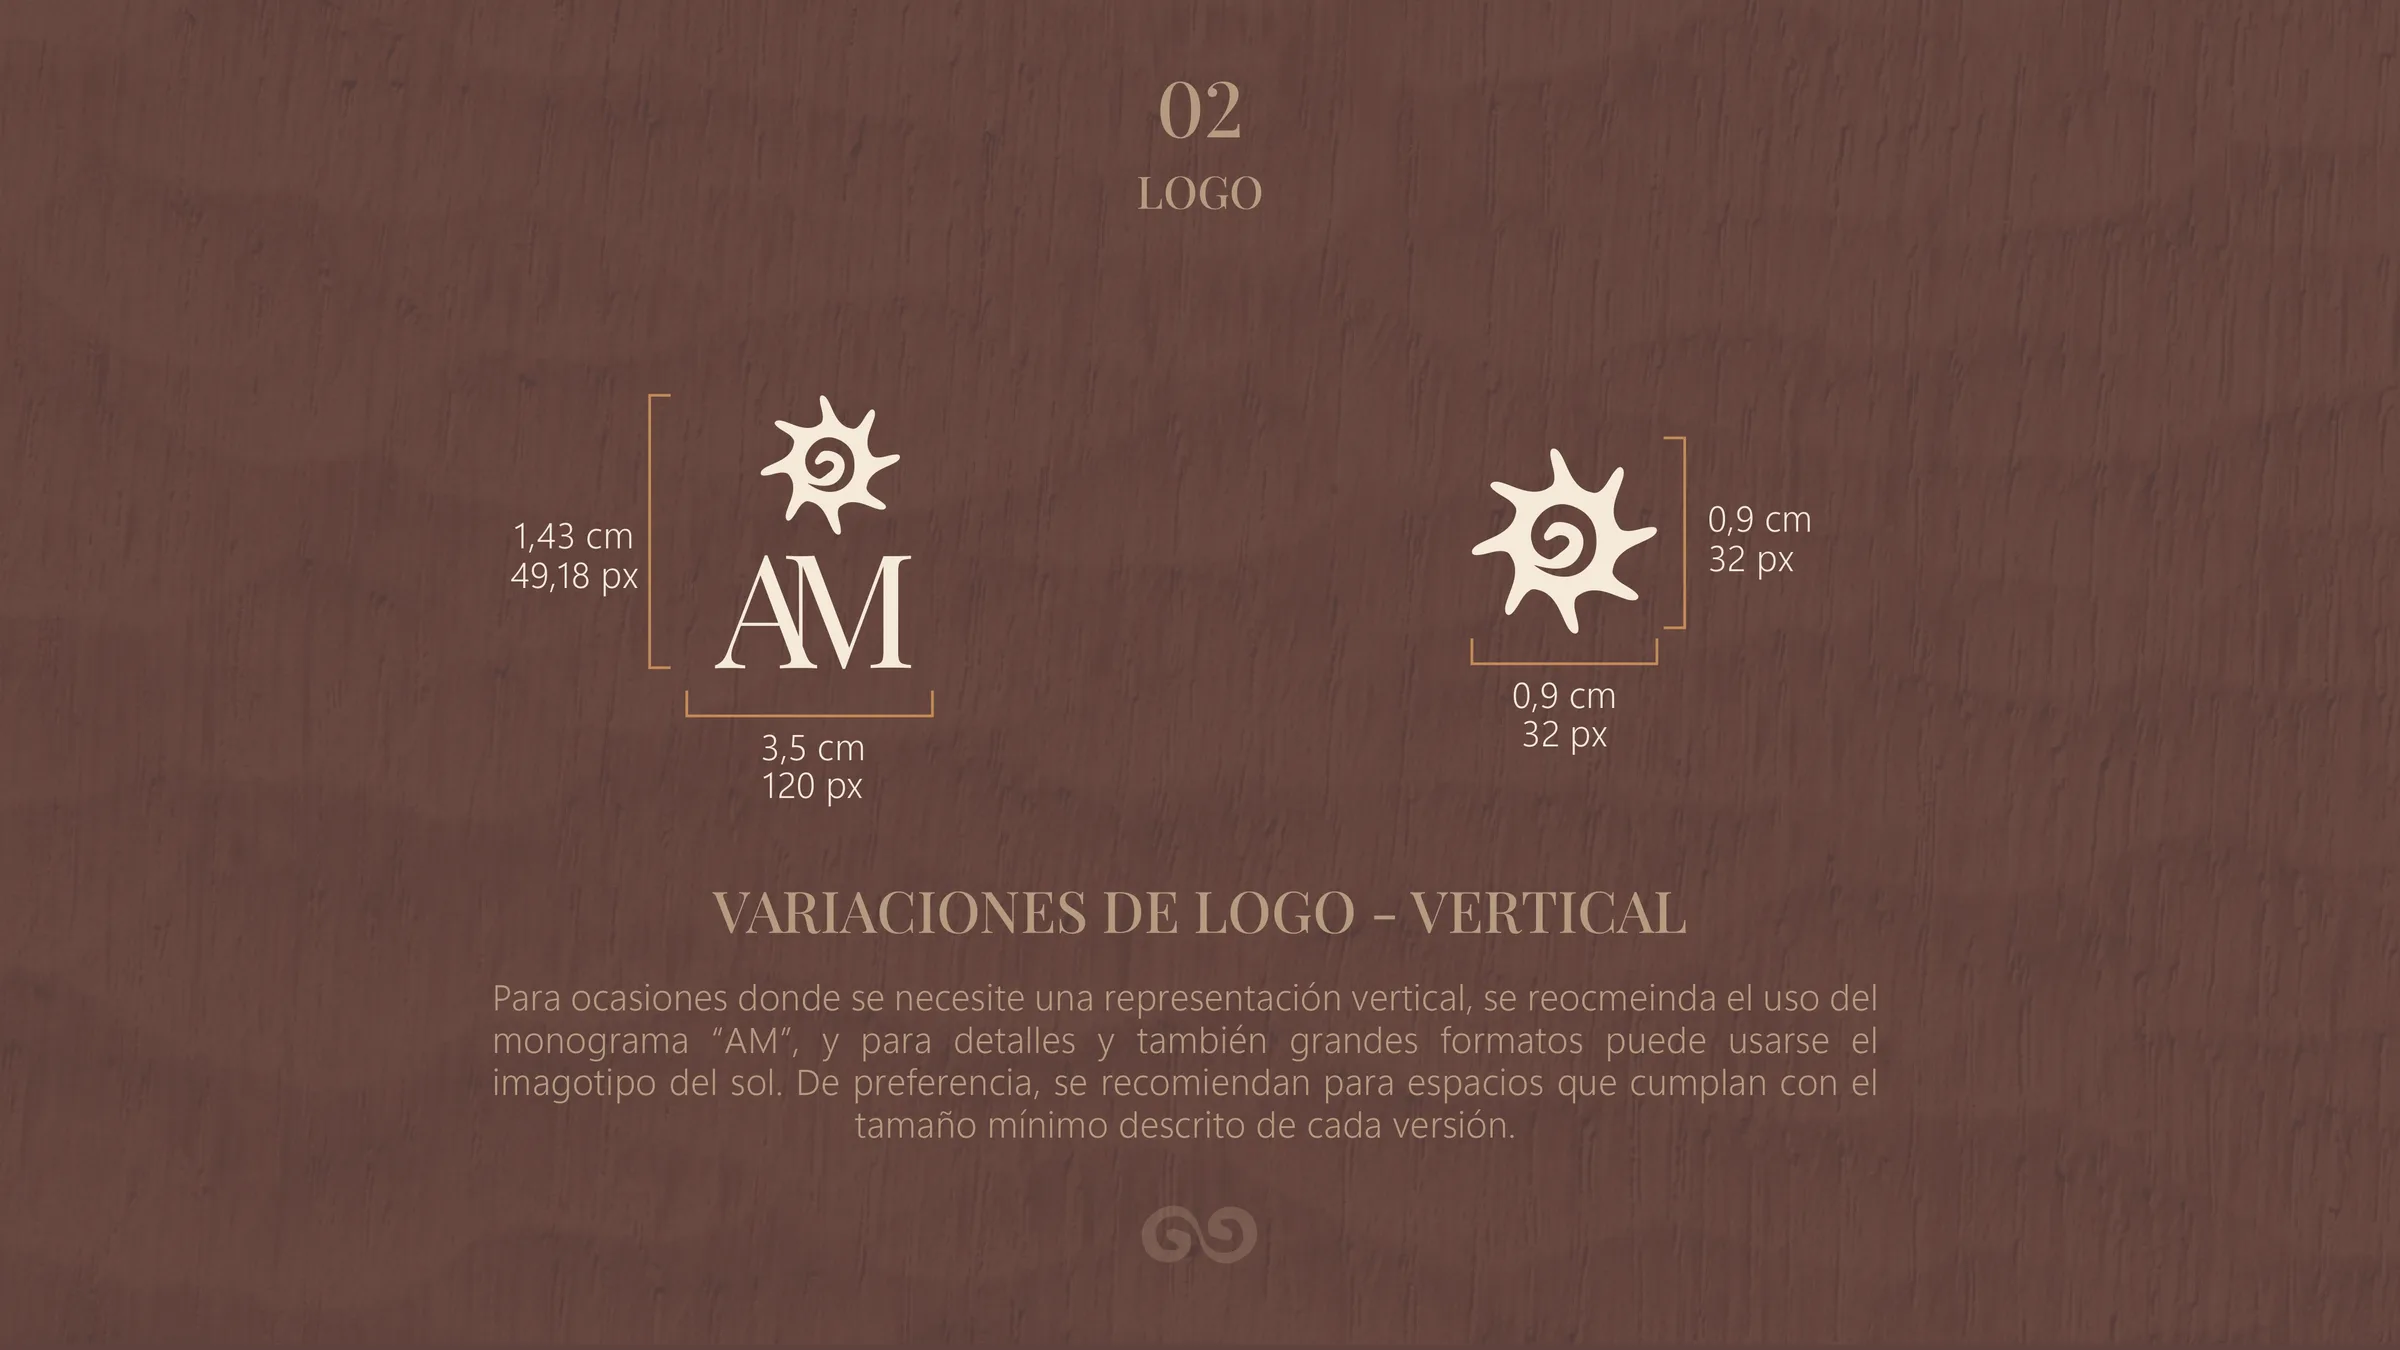 02
LOGO
1,43 cm
49,18 px
AM
3,5 cm
120 px
0,9 cm
32 px
0,9 cm
32 px
VARIACIONES DE LOGO - VERTICAL
Para ocasiones donde se necesite una representación vertical, se reocmeinda el uso del
monograma “AM”, y para detalles y también grandes formatos puede usarse el
imagotipo del sol. De preferencia, se recomiendan para espacios que cumplan con el
tamaño mínimo descrito de cada versión.